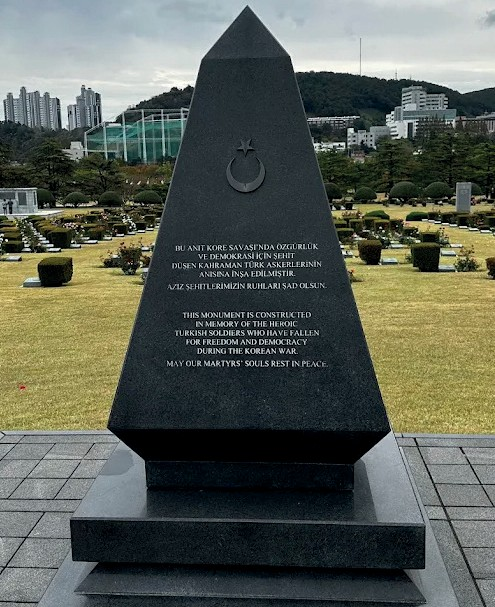 BU ANIT KORE SAVAŞI'NDA ÖZGÜRLÜK
VE DEMOKRASİ İÇİN ŞEHİT
DÜŞEN KAHRAMAN TÜRK ASKERLERİNİN
ANISINA İNŞA EDİLMİŞTİR.
AZİZ ŞEHİTLERİMİZİN RUHLARI ŞAD OLSUN.
THIS MONUMENT IS CONSTRUCTED
IN MEMORY OF THE HEROIC
TURKISH SOLDIERS WHO HAVE FALLEN
FOR FREEDOM AND DEMOCRACY
DURING THE KOREAN WAR.
MAY OUR MARTYRS' SOULS REST IN PEACE.